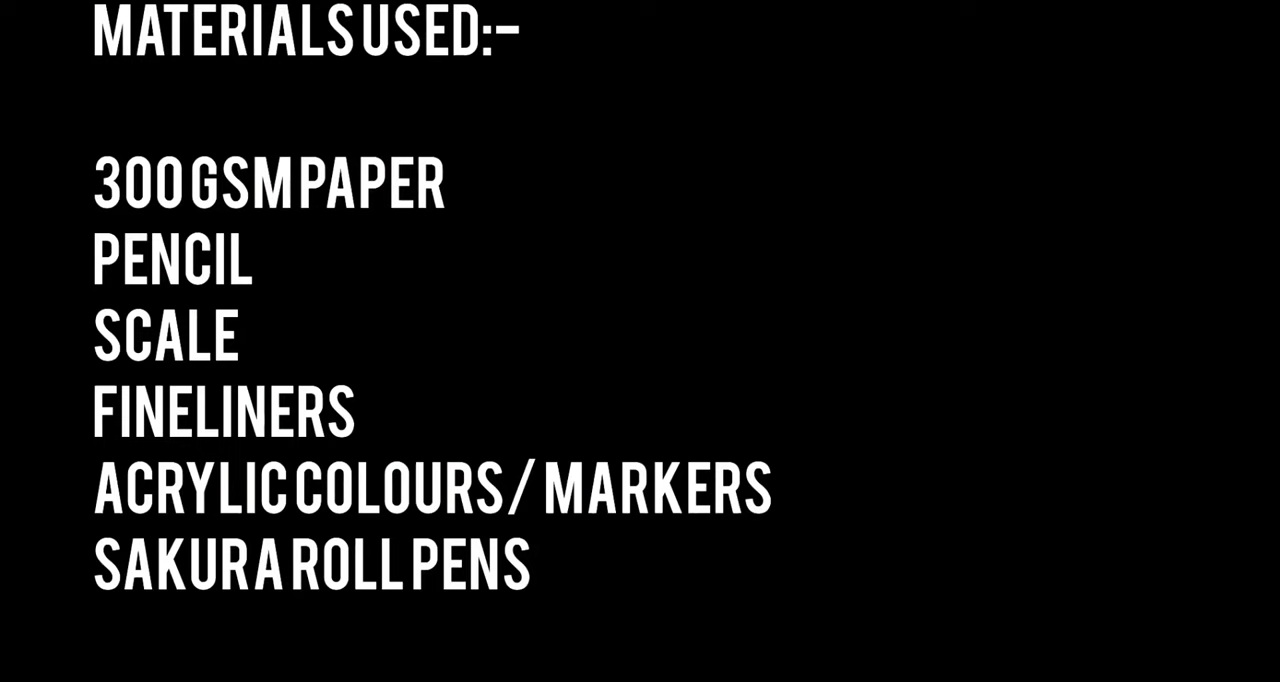 MATERIALS USED:-
300 GSM PAPER
PENCIL
SCALE
FINELINERS
ACRYLIC COLOURS / MARKERS
SAKURA ROLL PENS